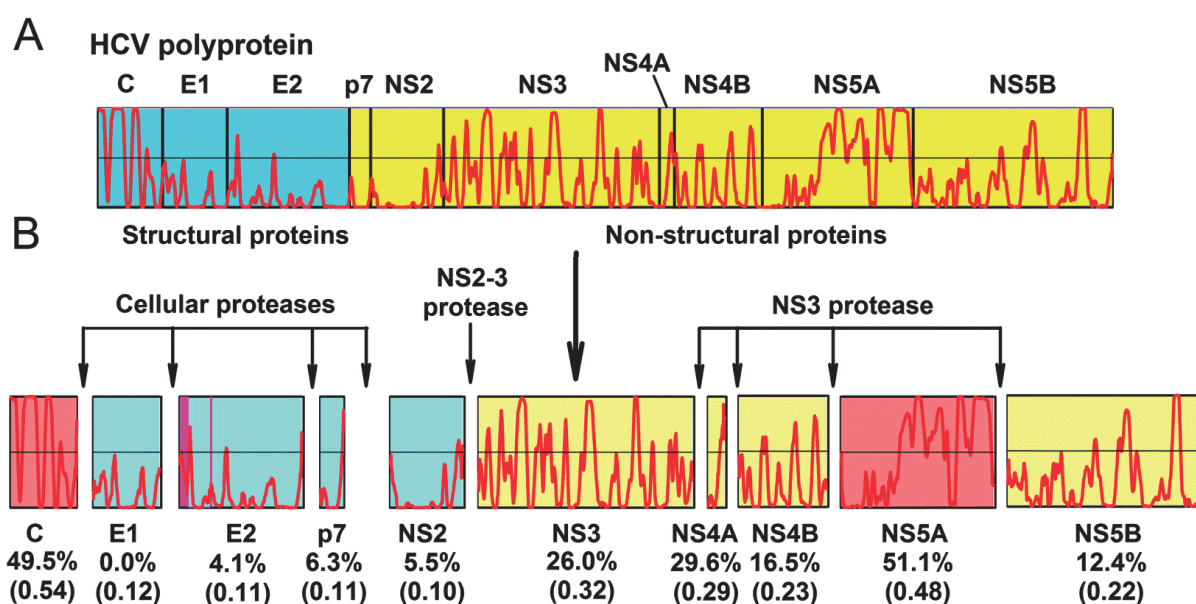 A
HCV polyprotein
NS4A
C E1 E2 p7 NS2 NS3 NS4B NS5A NS5B
Structural proteins Non-structural proteins
B
Cellular proteases
NS2-3
protease
NS3 protease
C E1 E2 p7 NS2 NS3 NS4A NS4B NS5A NS5B
49.5% 0.0% 4.1% 6.3% 5.5% 26.0% 29.6% 16.5% 51.1% 12.4%
(0.54) (0.12) (0.11) (0.11) (0.10) (0.32) (0.29) (0.23) (0.48) (0.22)